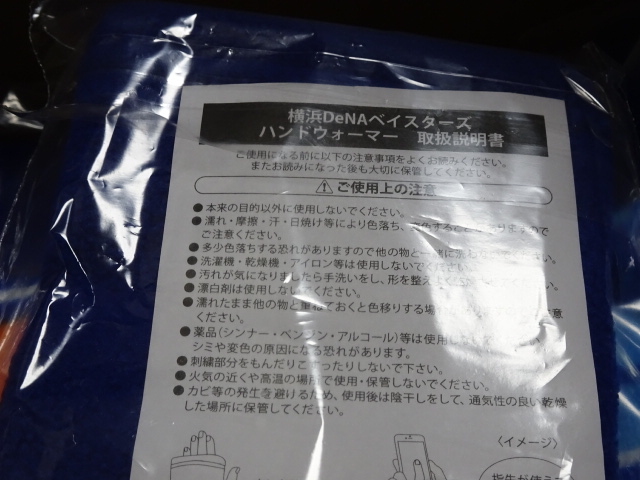 横浜DeNAベイスターズ
ハンドウォーマー 取扱説明書
ご使用になる前に以下の注意事項をよくお読みください。
またお読みになった後も大切に保管してください。
ご使用上の注意
●本来の目的以外に使用しないでください。
●濡れ・摩擦・汗・日焼け等により色落ち、ますので
ご注意ください。
●多少色落ちする恐れがありますので他の物と一緒に
●洗濯機・乾燥機・アイロン等は使用しないでください。
●汚れが気になりましたら手洗いをし、形を整え
●漂白剤は使用しないでください。
●濡れたまま他の物と重ねておくと色移りする場
ください。
●薬品(シンナー・ベンジン・アルコール)等は使用しない
シミや変色の原因になる恐れがあります。
●刺繍部分をもんだりこすったりしないで下さい。
●火気の近くや高温の場所で使用・保管しないでください。
●カビ等の発生を避けるため、使用後は陰干しをして、通気性の良い乾燥
した場所に保管してください。
〈イメージ〉
指先が使えて